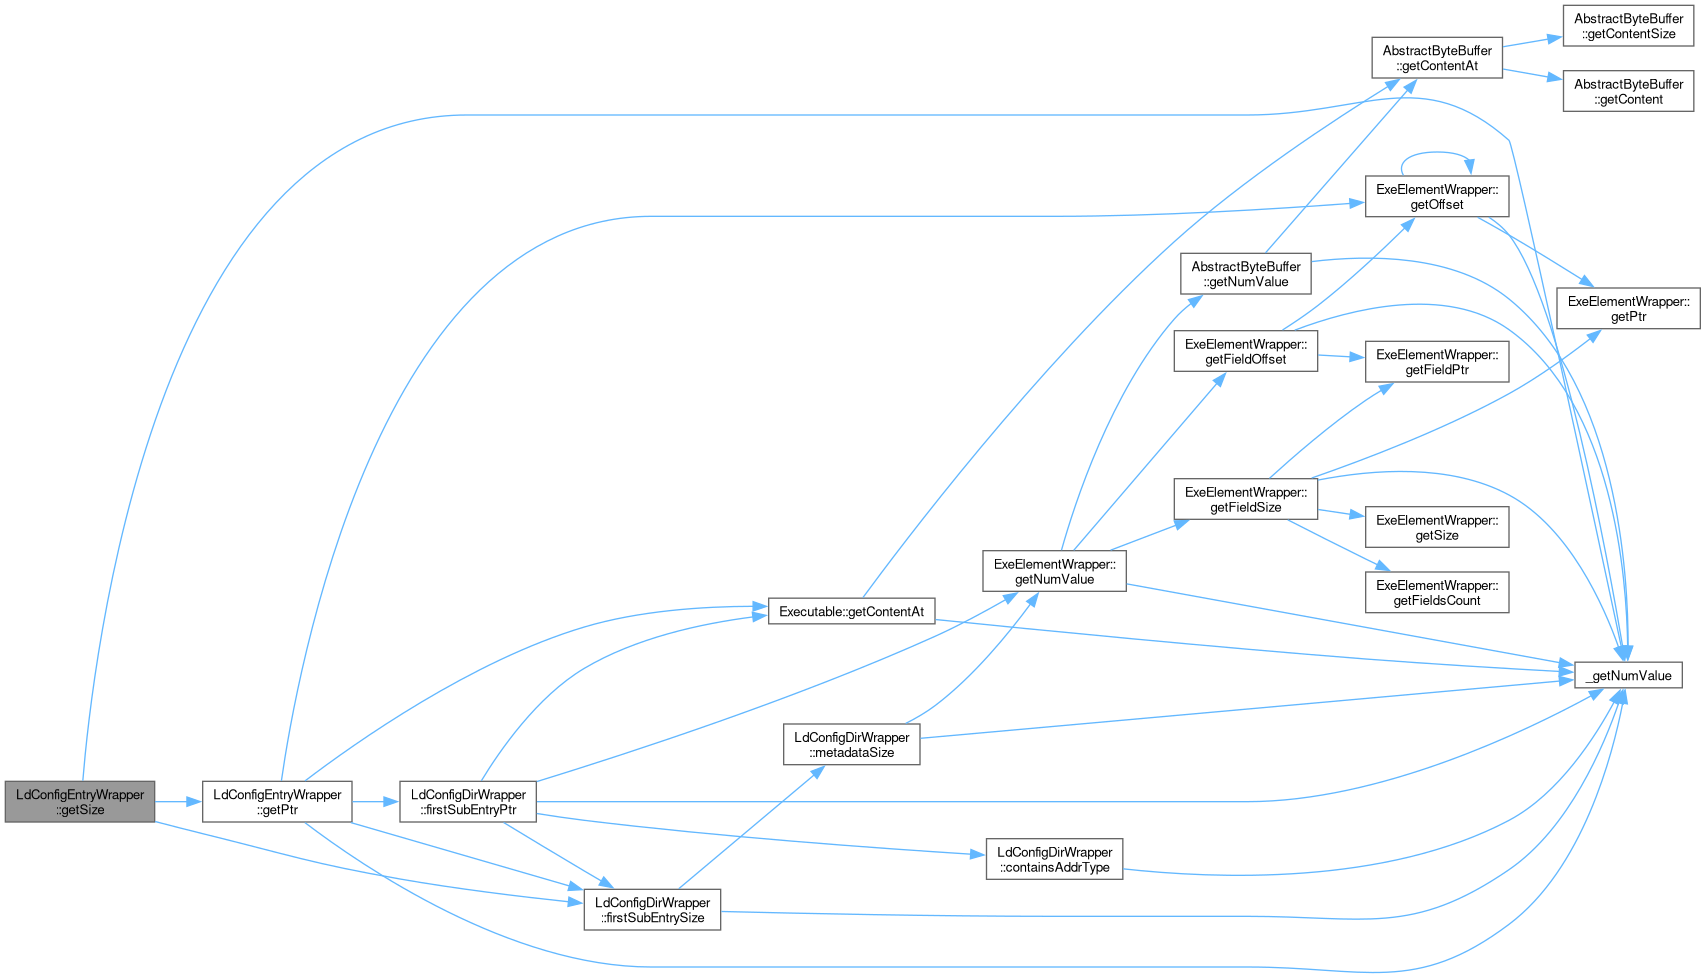 AbstractByteBuffer
::getContentSize
AbstractByteBuffer
::getContentAt
AbstractByteBuffer
::getContent
ExeElementWrapper::
getOffset
AbstractByteBuffer
::getNumValue
ExeElementWrapper::
getPtr
ExeElementWrapper::
getFieldOffset
ExeElementWrapper::
getFieldPtr
ExeElementWrapper::
getFieldSize
ExeElementWrapper::
getSize
ExeElementWrapper::
getNumValue
ExeElementWrapper::
getFieldsCount
Executable::getContentAt
_getNumValue
LdConfigDirWrapper
::metadataSize
LdConfigEntryWrapper
::getSize
LdConfigEntryWrapper
::getPtr
LdConfigDirWrapper
::firstSubEntryPtr
LdConfigDirWrapper
::containsAddrType
LdConfigDirWrapper
::firstSubEntrySize